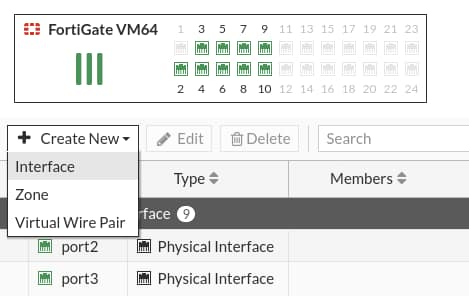 FortiGate VM64
1 3 5 7 9 11 13 15 17 19 21 23
2 4 6 8 10 12 14 16 18 20 22 24
Create New Edit Delete Search
Interface
Zone
Virtual Wire Pair
Type Members
rface 9
port2 Physical Interface
port3 Physical Interface